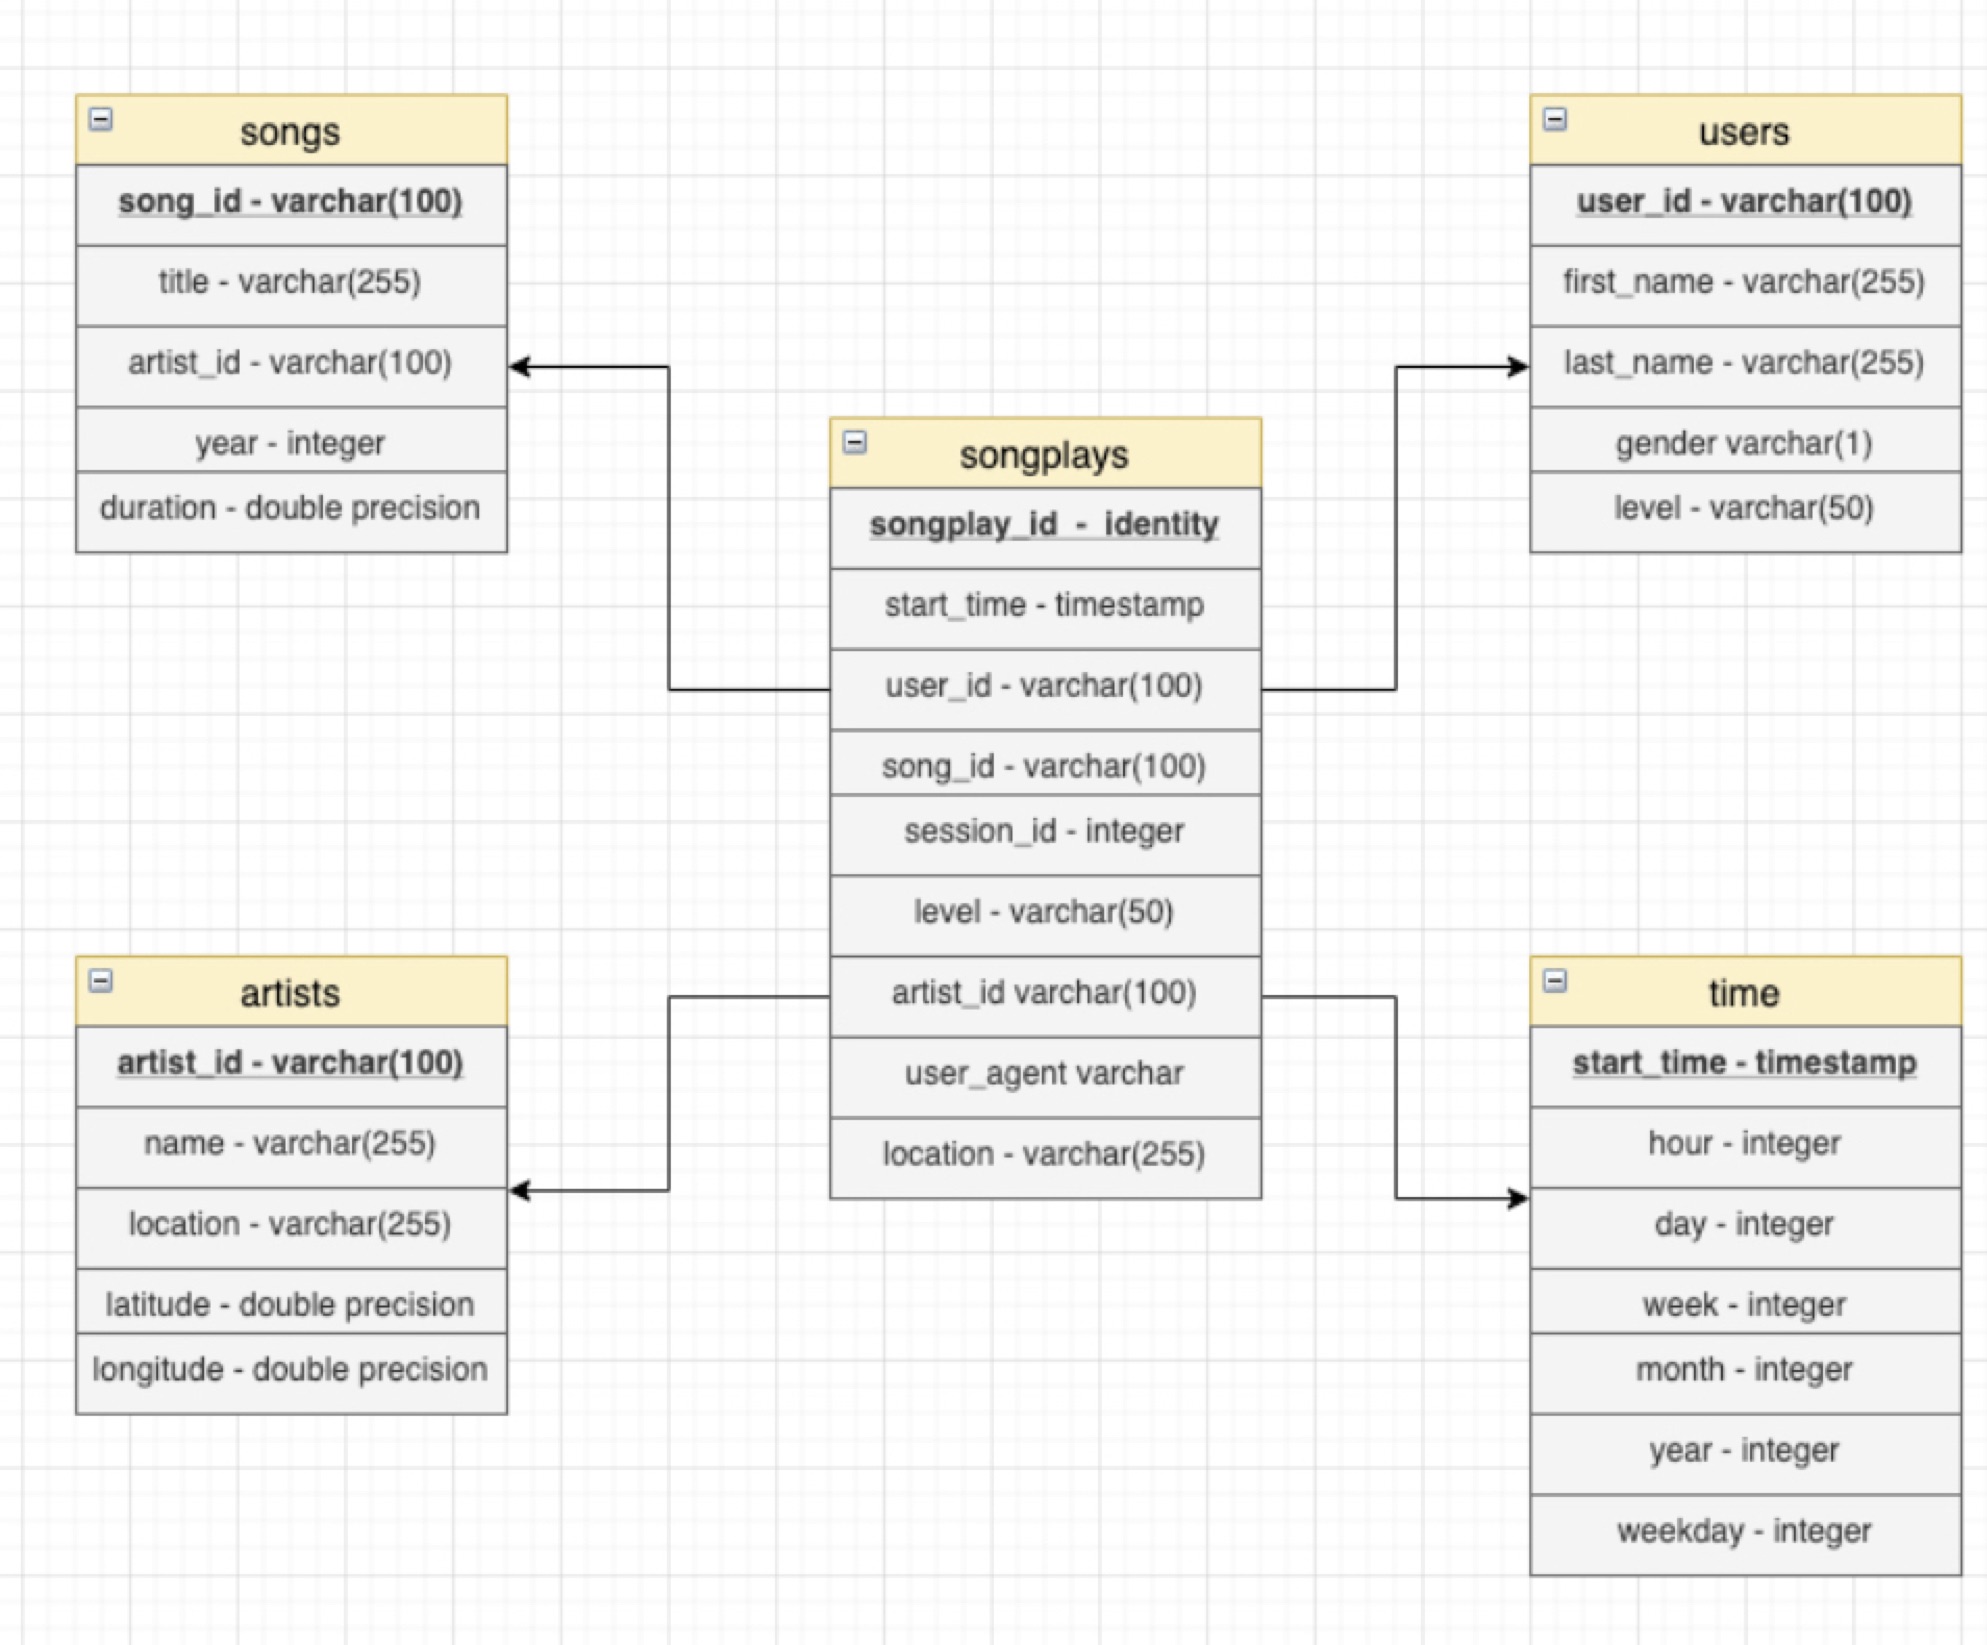 songs
song_id - varchar(100)
title - varchar(255)
artist_id - varchar(100)
year - integer
duration - double precision
users
user_id - varchar(100)
first_name - varchar(255)
last_name - varchar(255)
gender varchar(1)
level - varchar(50)
songplays
songplay_id - identity
start_time - timestamp
user_id - varchar(100)
song_id - varchar(100)
session_id - integer
level - varchar(50)
artist_id varchar(100)
user_agent varchar
location - varchar(255)
artists
artist_id - varchar(100)
name - varchar(255)
location - varchar(255)
latitude - double precision
longitude - double precision
time
start_time - timestamp
hour - integer
day - integer
week - integer
month - integer
year - integer
weekday - integer